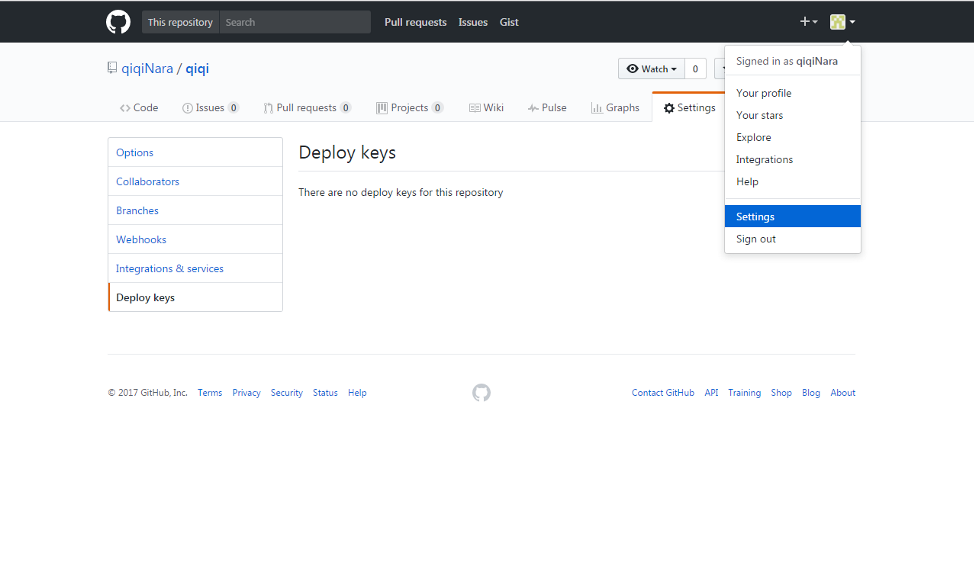 This repository Search Pull requests Issues Gist
qiqiNara / qiqi Watch 0
Signed in as qiqiNara
Your profile
Your stars
Explore
Integrations
Help
Settings
Sign out
Code Issues 0 Pull requests 0 Projects 0 Wiki Pulse Graphs Settings
Options
Collaborators
Branches
Webhooks
Integrations & services
Deploy keys
Deploy keys
There are no deploy keys for this repository
© 2017 GitHub, Inc. Terms Privacy Security Status Help Contact GitHub API Training Shop Blog About